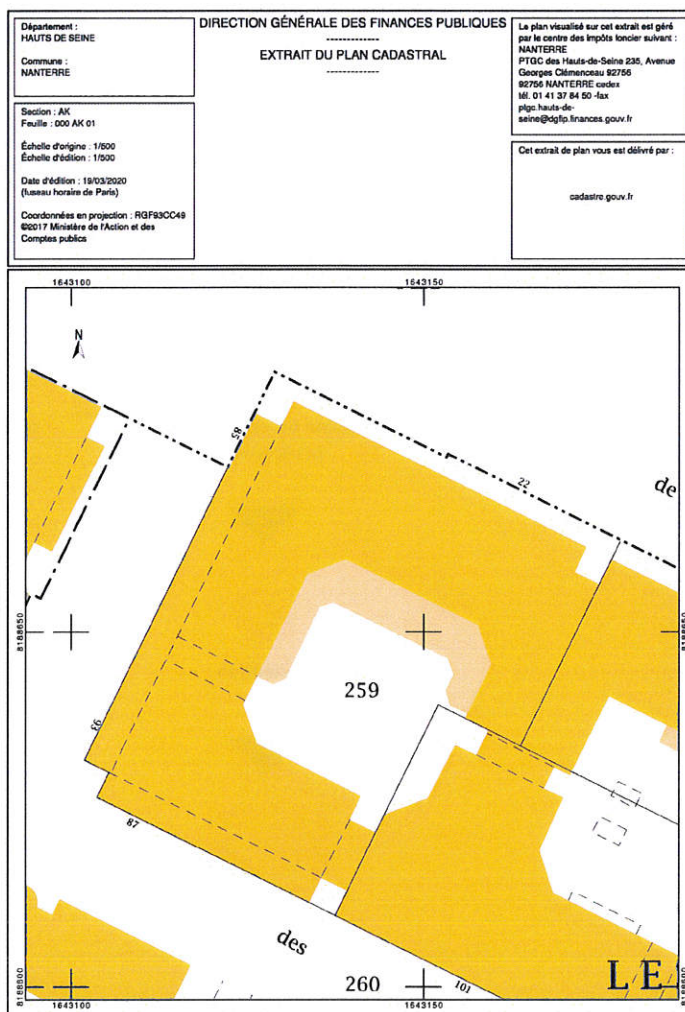 Département :
HAUTS DE SEINE
Commune :
NANTERRE
Section : AK
Feuille : 000 AK 01
Échelle d'origine : 1/500
Échelle d'édition : 1/500
Date d'édition : 19/03/2020
(fuseau horaire de Paris)
Coordonnées en projection : RGF93CC49
©2017 Ministère de l'Action et des
Comptes publics
DIRECTION GÉNÉRALE DES FINANCES PUBLIQUES
-------------
EXTRAIT DU PLAN CADASTRAL
-------------
Le plan visualisé sur cet extrait est géré
par le centre des impôts foncier suivant :
NANTERRE
PTGC des Hauts-de-Seine 235, Avenue
Georges Clémenceau 92756
92756 NANTERRE cedex
tél. 01 41 37 84 50 -fax
ptgc.hauts-de-
seine@dgfip.finances.gouv.fr
Cet extrait de plan vous est délivré par :
cadastre.gouv.fr
1643100
1643150
N
85
22
de
8188650
8188650
259
93
87
des
260
101
LES
8188600
8188600
1643100
1643150